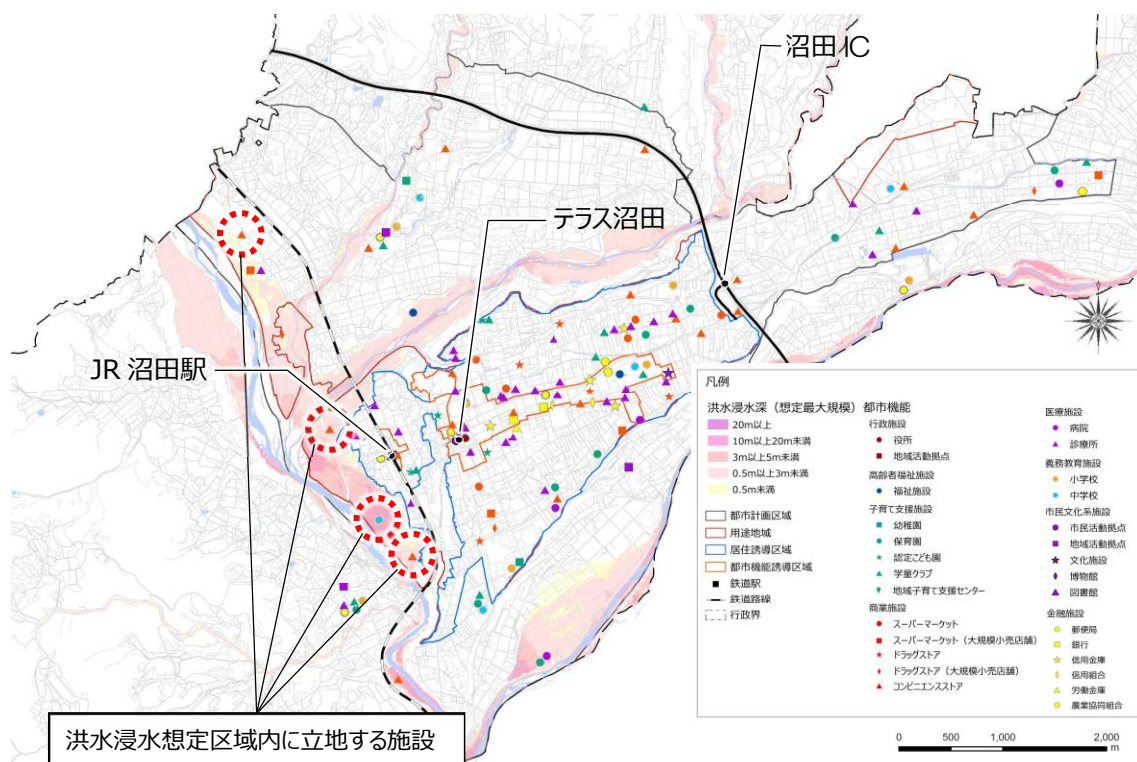 沼田IC
テラス沼田
JR 沼田駅
洪水浸水想定区域内に立地する施設
凡例
洪水浸水深（想定最大規模）
20m以上
10m以上20m未満
3m以上5m未満
0.5m以上3m未満
0.5m未満
都市計画区域
用途地域
居住誘導区域
都市機能誘導区域
鉄道駅
鉄道路線
行政界
都市機能
行政施設
役所
地域活動拠点
高齢者福祉施設
福祉施設
子育て支援施設
幼稚園
保育園
認定こども園
学童クラブ
地域子育て支援センター
商業施設
スーパーマーケット
スーパーマーケット（大規模小売店舗）
ドラッグストア
ドラッグストア（大規模小売店舗）
コンビニエンスストア
医療施設
病院
診療所
義務教育施設
小学校
中学校
市民文化系施設
市民活動拠点
地域活動拠点
文化施設
博物館
図書館
金融施設
郵便局
銀行
信用金庫
信用組合
労働金庫
農業協同組合
0 500 1,000 2,000
m